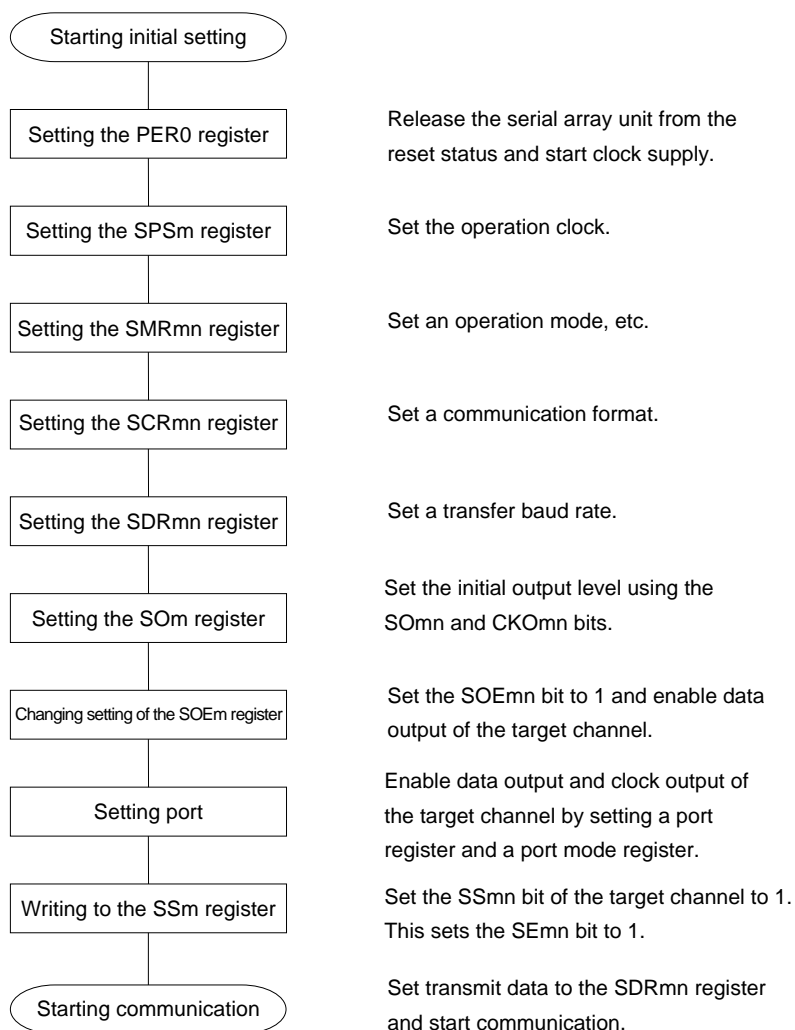 Starting initial setting
Setting the PER0 register
Release the serial array unit from the
reset status and start clock supply.
Setting the SPSm register
Set the operation clock.
Setting the SMRmn register
Set an operation mode, etc.
Setting the SCRmn register
Set a communication format.
Setting the SDRmn register
Set a transfer baud rate.
Setting the SOm register
Set the initial output level using the
SOmn and CKOmn bits.
Changing setting of the SOEm register
Set the SOEmn bit to 1 and enable data
output of the target channel.
Setting port
Enable data output and clock output of
the target channel by setting a port
register and a port mode register.
Writing to the SSm register
Set the SSmn bit of the target channel to 1.
This sets the SEmn bit to 1.
Starting communication
Set transmit data to the SDRmn register
and start communication.